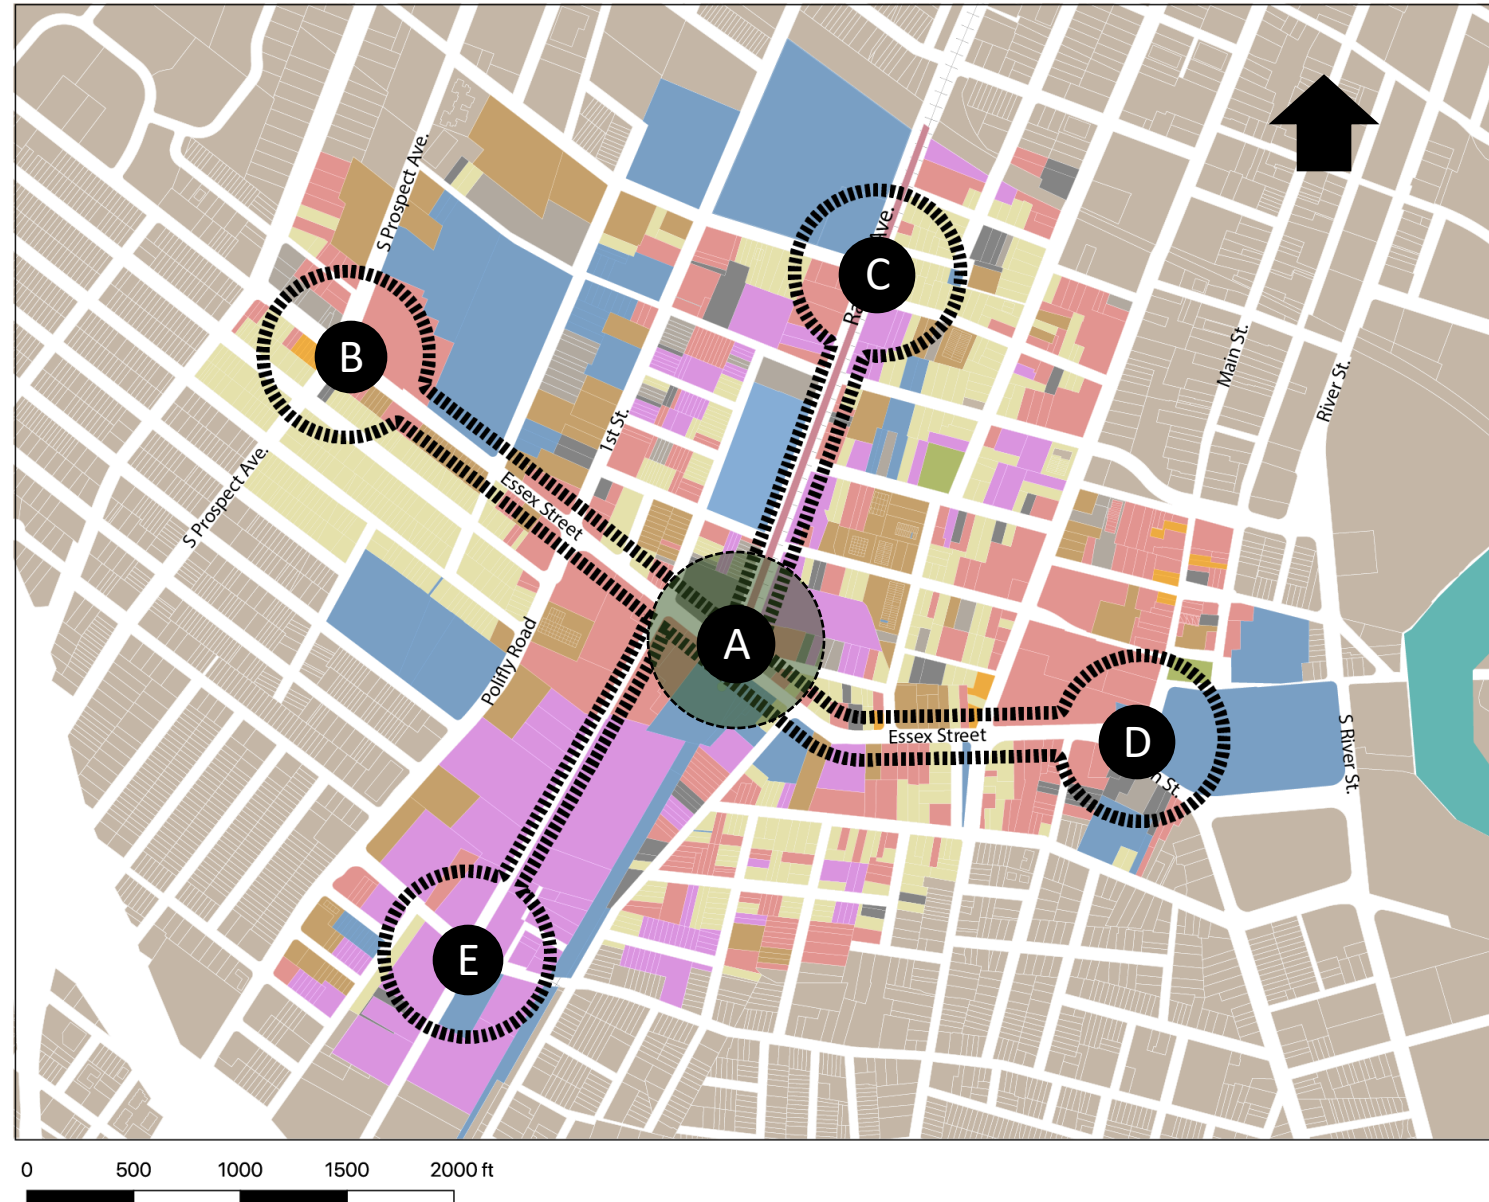 S Prospect Ave.
C
Main St.
B
River St.
1st St.
S Prospect Ave.
Essex Street
A
Polifly Road
Essex Street
D
S River St.
St.
E
0 500 1000 1500 2000 ft